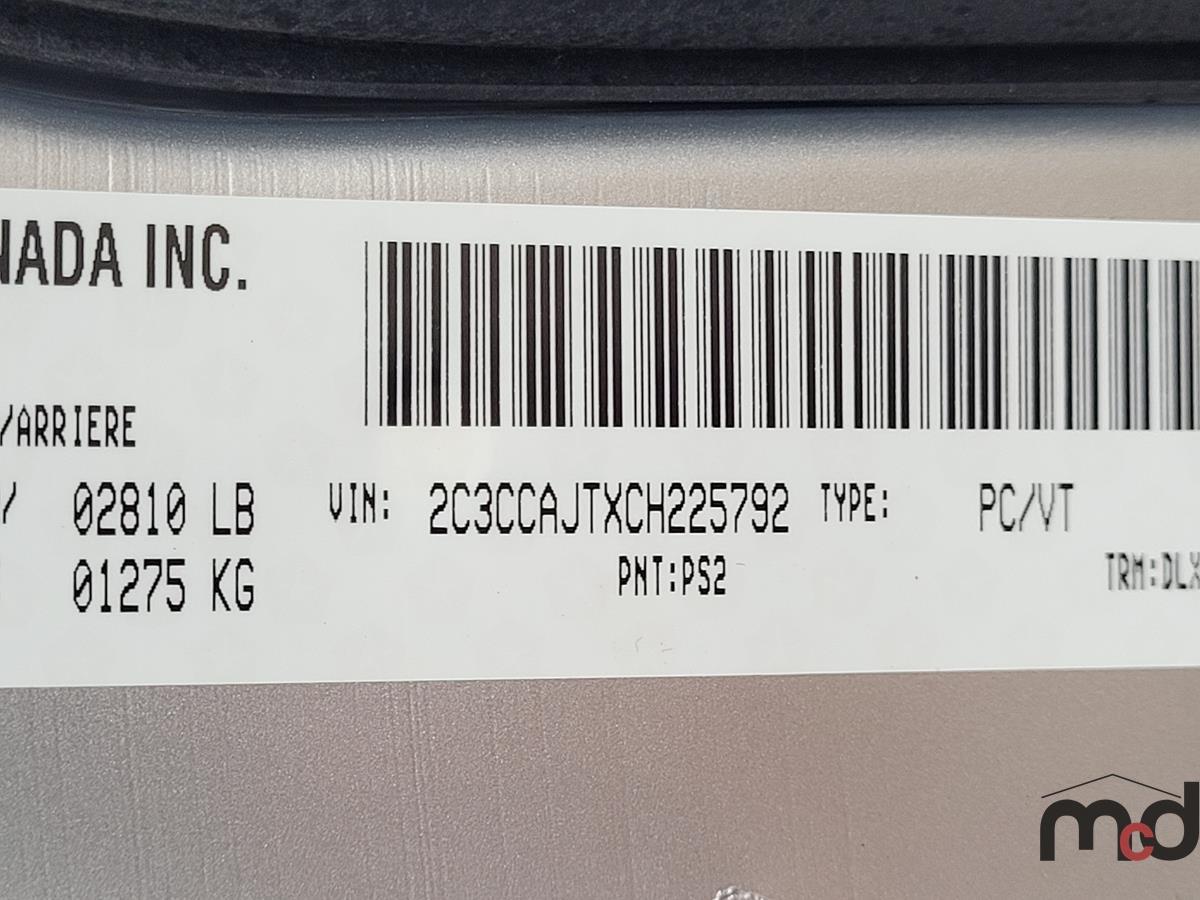 NADA INC.
/ARRIERE
/ 02810 LB VIN: 2C3CCAJTXCH225792 TYPE: PC/VT
01275 KG PNT:PS2 TRM:DLX
mcd